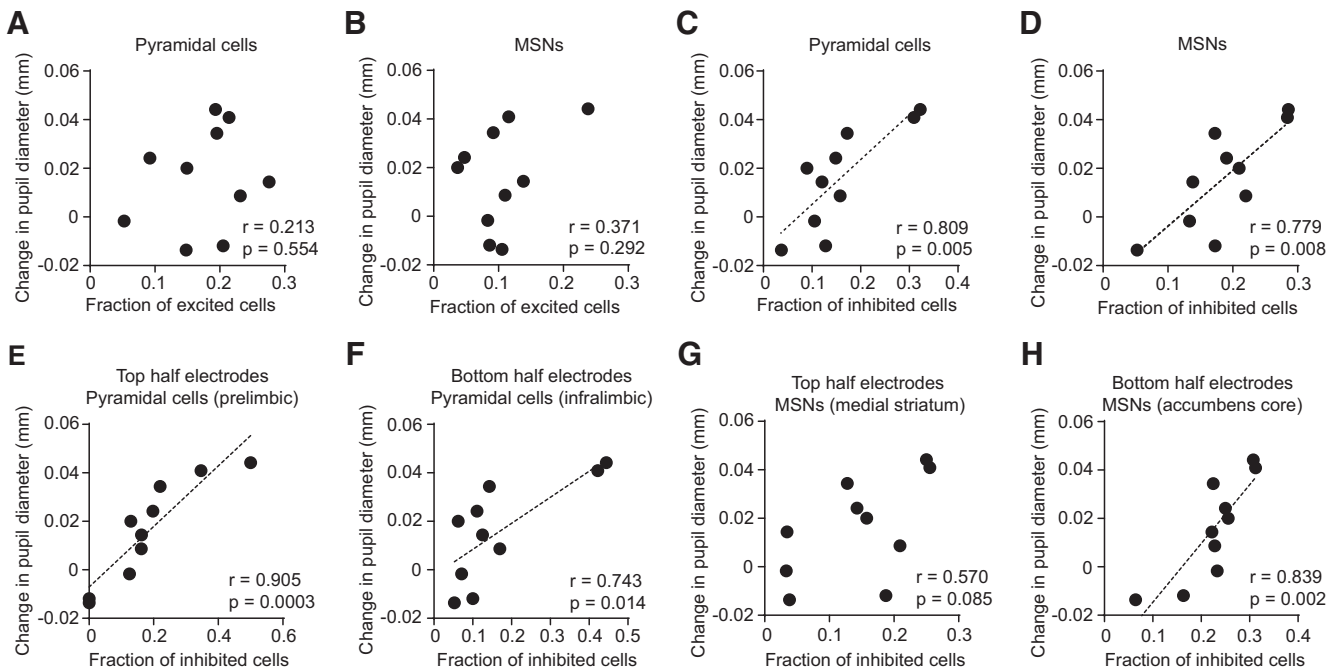 A
Pyramidal cells
Change in pupil diameter (mm)
0.06
0.04
0.02
0
-0.02
0
0.1
0.2
0.3
r = 0.213
p = 0.554
Fraction of excited cells
B
MSNs
Change in pupil diameter (mm)
0.06
0.04
0.02
0
-0.02
0
0.1
0.2
0.3
r = 0.371
p = 0.292
Fraction of excited cells
C
Pyramidal cells
Change in pupil diameter (mm)
0.06
0.04
0.02
0
-0.02
0
0.1
0.2
0.3
0.4
r = 0.809
p = 0.005
Fraction of inhibited cells
D
MSNs
Change in pupil diameter (mm)
0.06
0.04
0.02
0
-0.02
0
0.1
0.2
0.3
r = 0.779
p = 0.008
Fraction of inhibited cells
E
Top half electrodes
Pyramidal cells (prelimbic)
Change in pupil diameter (mm)
0.06
0.04
0.02
0
-0.02
0
0.2
0.4
0.6
r = 0.905
p = 0.0003
Fraction of inhibited cells
F
Bottom half electrodes
Pyramidal cells (infralimbic)
Change in pupil diameter (mm)
0.06
0.04
0.02
0
-0.02
0
0.1
0.2
0.3
0.4
0.5
r = 0.743
p = 0.014
Fraction of inhibited cells
G
Top half electrodes
MSNs (medial striatum)
Change in pupil diameter (mm)
0.06
0.04
0.02
0
-0.02
0
0.1
0.2
0.3
r = 0.570
p = 0.085
Fraction of inhibited cells
H
Bottom half electrodes
MSNs (accumbens core)
Change in pupil diameter (mm)
0.06
0.04
0.02
0
-0.02
0
0.1
0.2
0.3
0.4
r = 0.839
p = 0.002
Fraction of inhibited cells